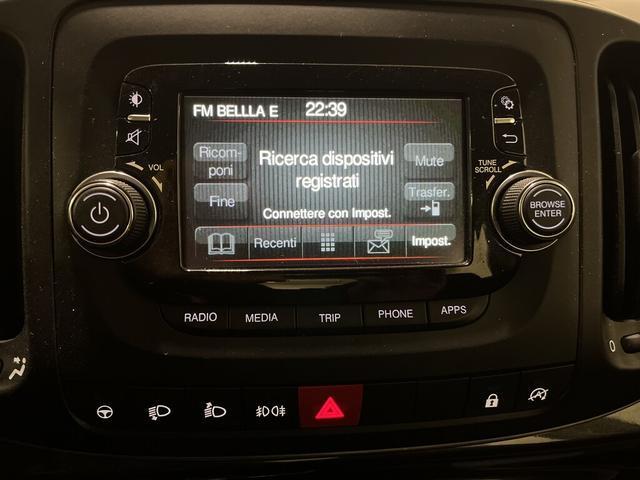 FM BELLLA E 22:39
Ricom-
poni
Ricerca dispositivi
registrati
Mute
Fine
Trasfer.
Connettere con Impost.
Recenti
Impost.
VOL
TUNE
SCROLL
BROWSE
ENTER
RADIO
MEDIA
TRIP
PHONE
APPS
0